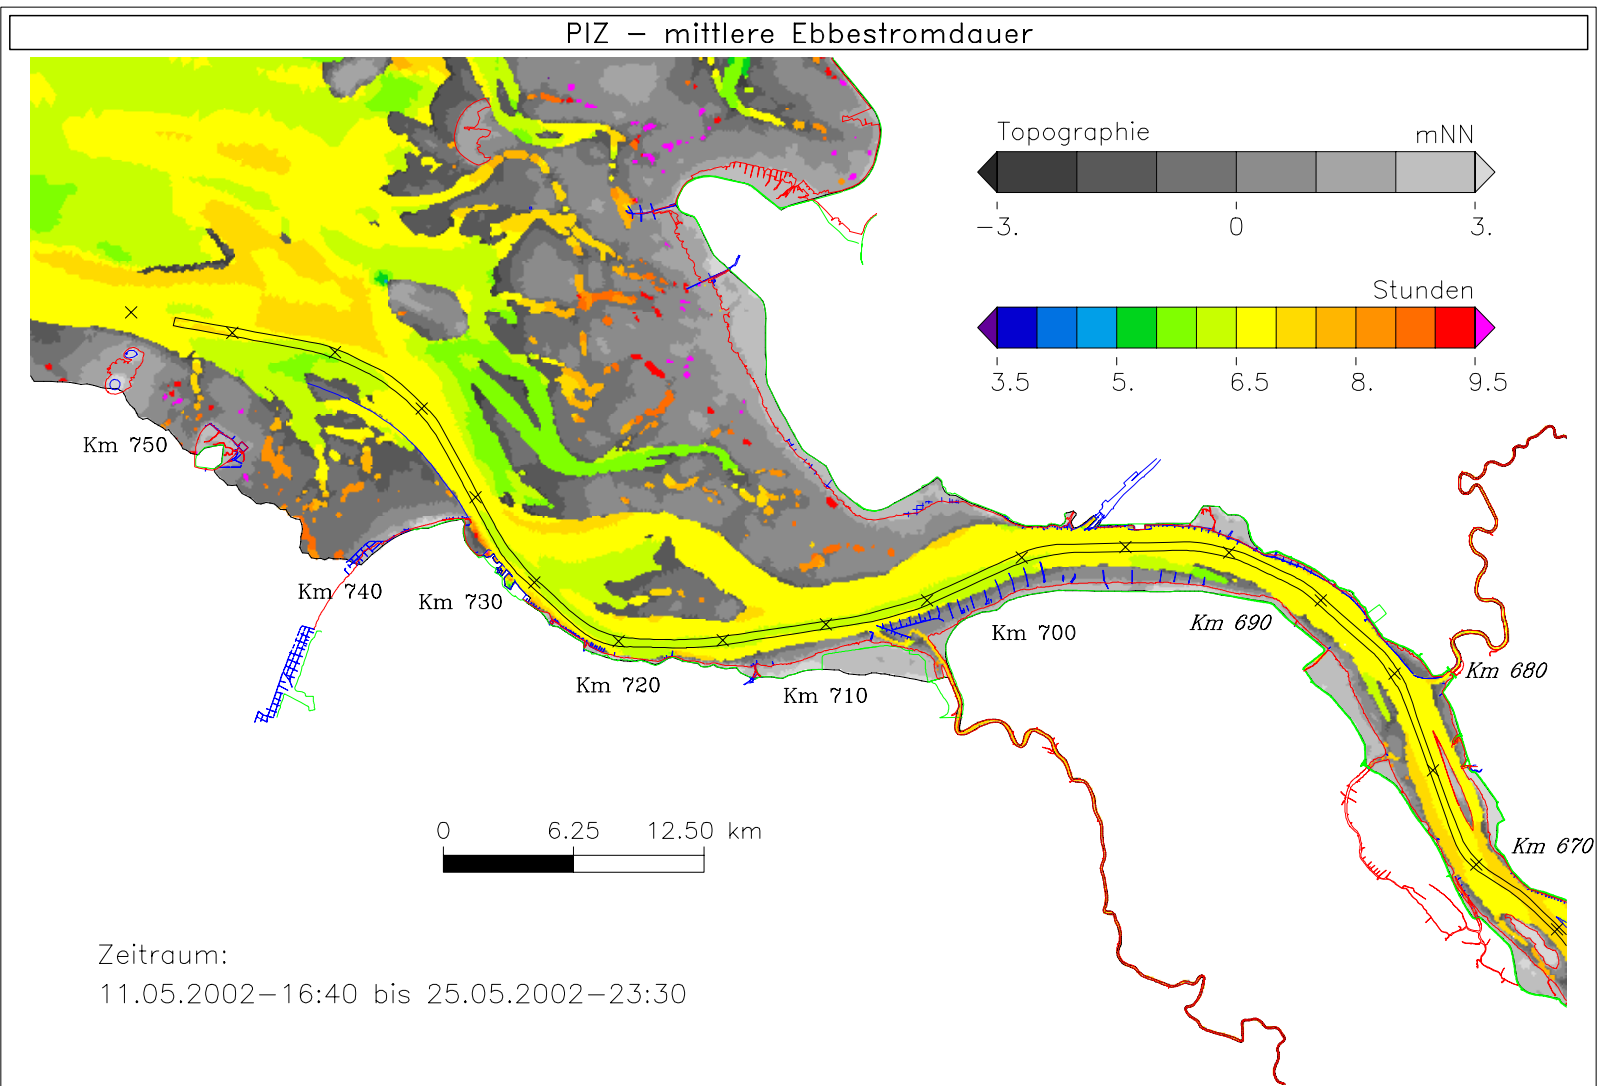 PIZ – mittlere Ebbestromdauer
Topographie mNN
−3. 0 3.
Stunden
3.5 5. 6.5 8. 9.5
Km 750
Km 740
Km 730
Km 720
Km 710
Km 700
Km 690
Km 680
Km 670
0 6.25 12.50 km
Zeitraum:
11.05.2002−16:40 bis 25.05.2002−23:30